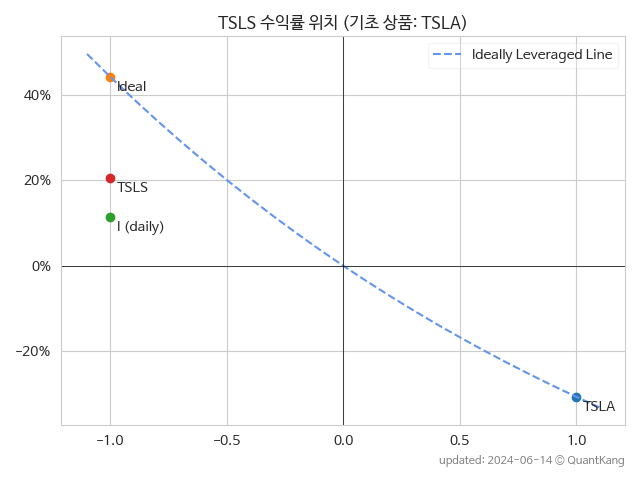 TSLS 수익률 위치 (기초 상품: TSLA)
Ideally Leveraged Line
40%
20%
0%
−20%
Ideal
TSLS
I (daily)
TSLA
−1.0 −0.5 0.0 0.5 1.0
updated: 2024-06-14 © QuantKang